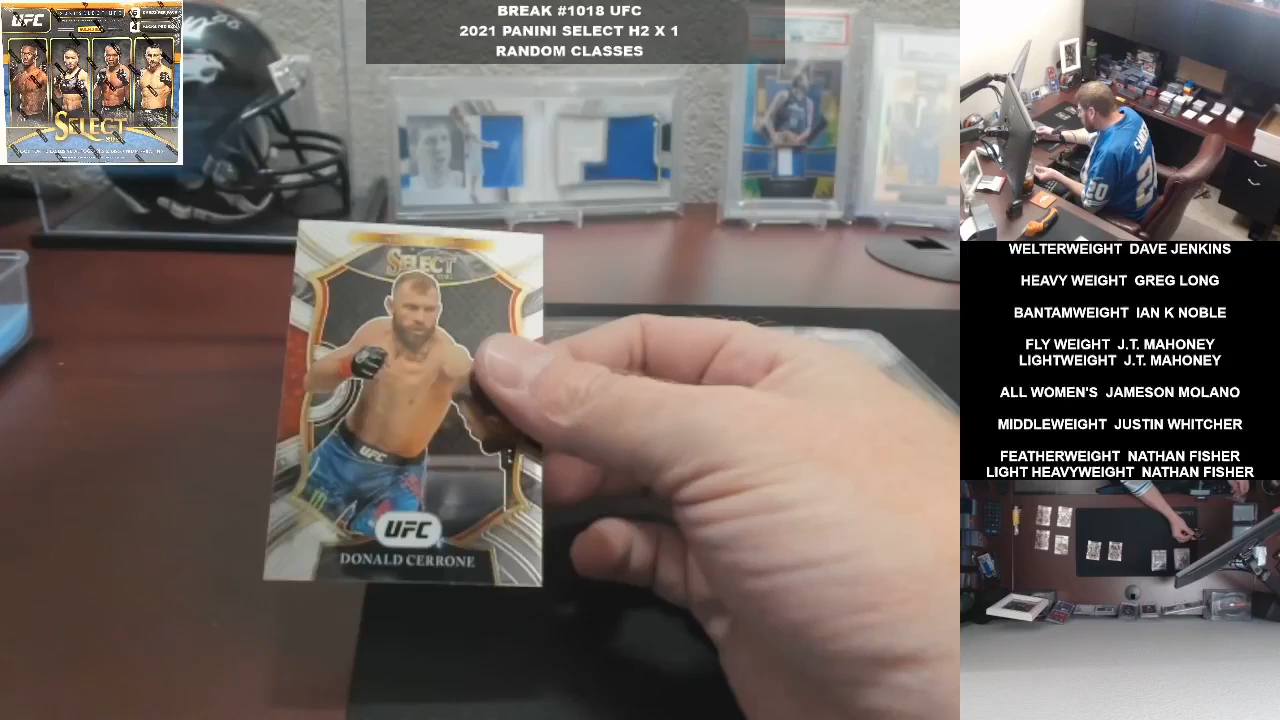 BREAK #1018 UFC
2021 PANINI SELECT H2 X 1
RANDOM CLASSES
UFC
SELECT
SELECT
UFC
UFC
DONALD CERRONE
20
WELTERWEIGHT DAVE JENKINS
HEAVY WEIGHT GREG LONG
BANTAMWEIGHT IAN K NOBLE
FLY WEIGHT J.T. MAHONEY
LIGHTWEIGHT J.T. MAHONEY
ALL WOMEN'S JAMESON MOLANO
MIDDLEWEIGHT JUSTIN WHITCHER
FEATHERWEIGHT NATHAN FISHER
LIGHT HEAVYWEIGHT NATHAN FISHER